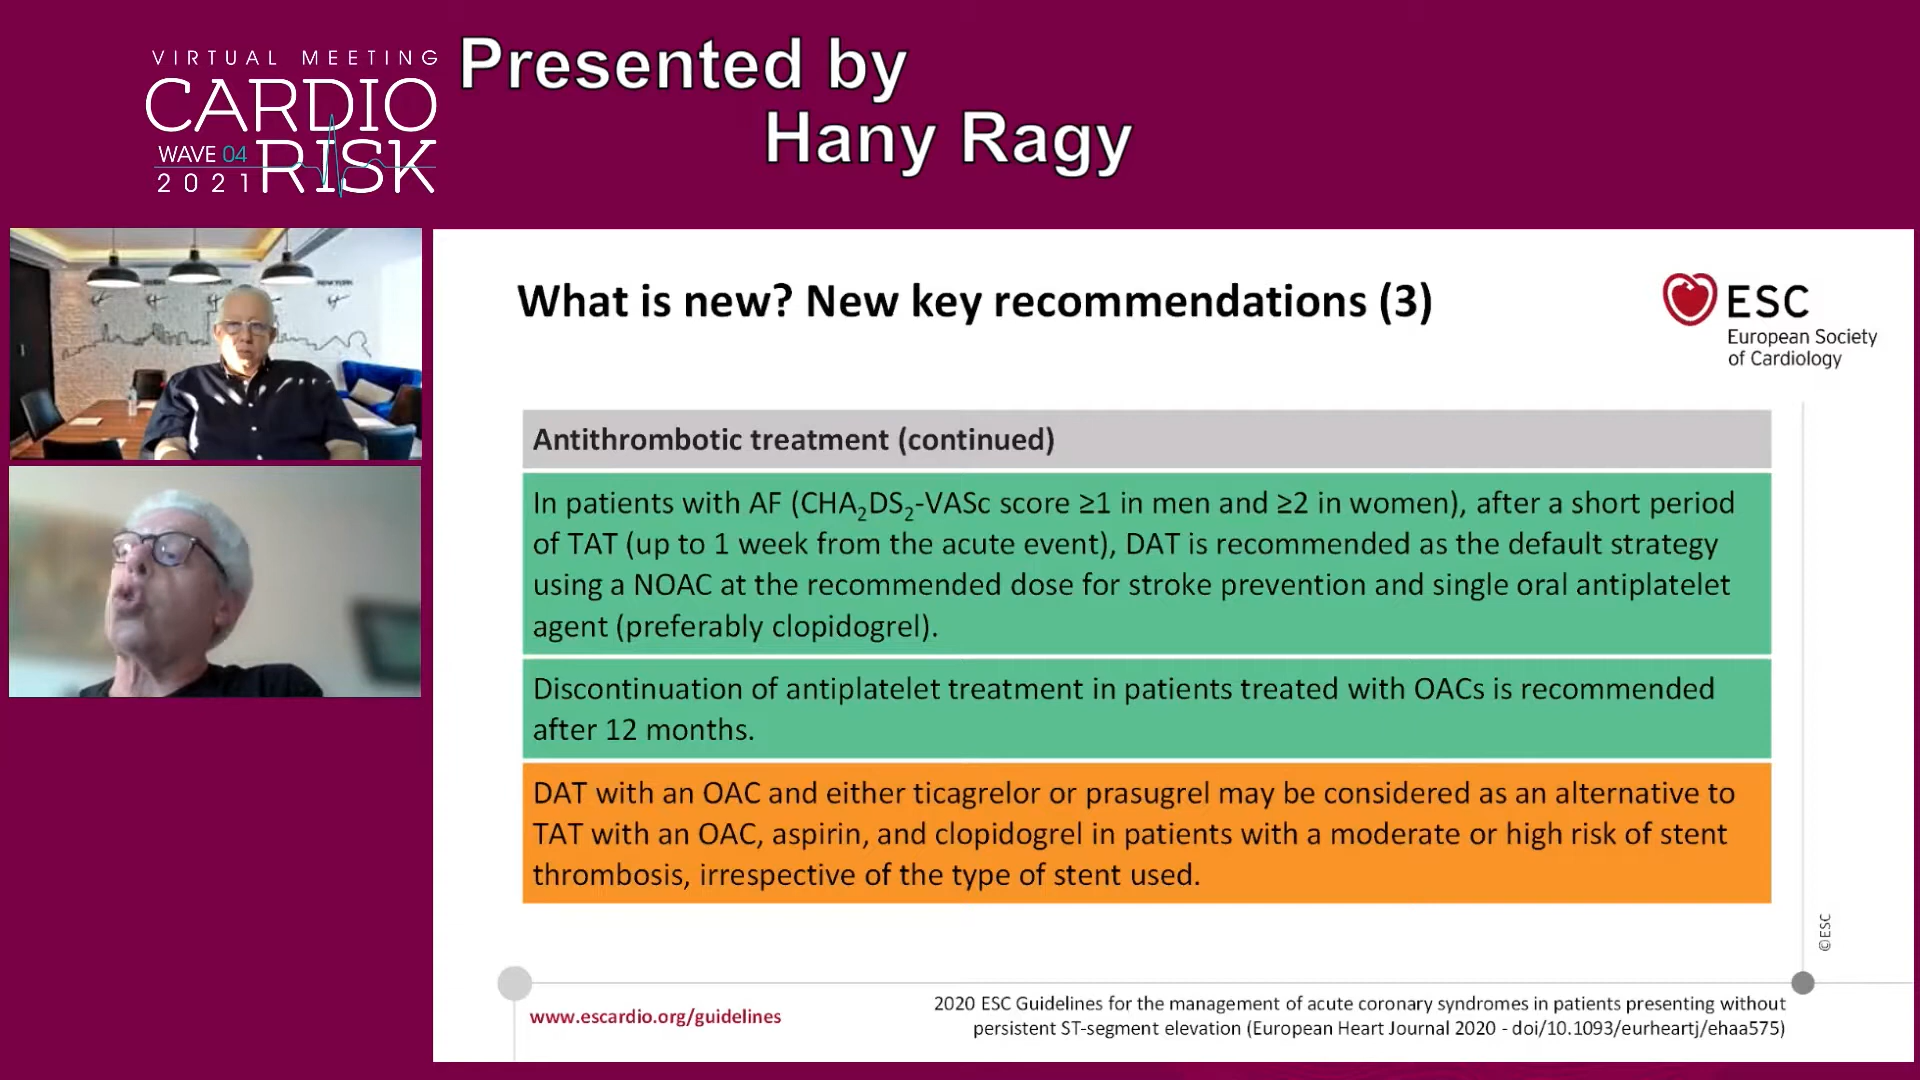 VIRTUAL MEETING
CARDIO
WAVE 04
RISK
2021
Presented by
Hany Ragy
NEW YORK
What is new? New key recommendations (3)
ESC
European Society
of Cardiology
Antithrombotic treatment (continued)
In patients with AF (CHA₂DS₂-VASc score ≥1 in men and ≥2 in women), after a short period
of TAT (up to 1 week from the acute event), DAT is recommended as the default strategy
using a NOAC at the recommended dose for stroke prevention and single oral antiplatelet
agent (preferably clopidogrel).
Discontinuation of antiplatelet treatment in patients treated with OACs is recommended
after 12 months.
DAT with an OAC and either ticagrelor or prasugrel may be considered as an alternative to
TAT with an OAC, aspirin, and clopidogrel in patients with a moderate or high risk of stent
thrombosis, irrespective of the type of stent used.
©ESC
www.escardio.org/guidelines
2020 ESC Guidelines for the management of acute coronary syndromes in patients presenting without
persistent ST-segment elevation (European Heart Journal 2020 - doi/10.1093/eurheartj/ehaa575)